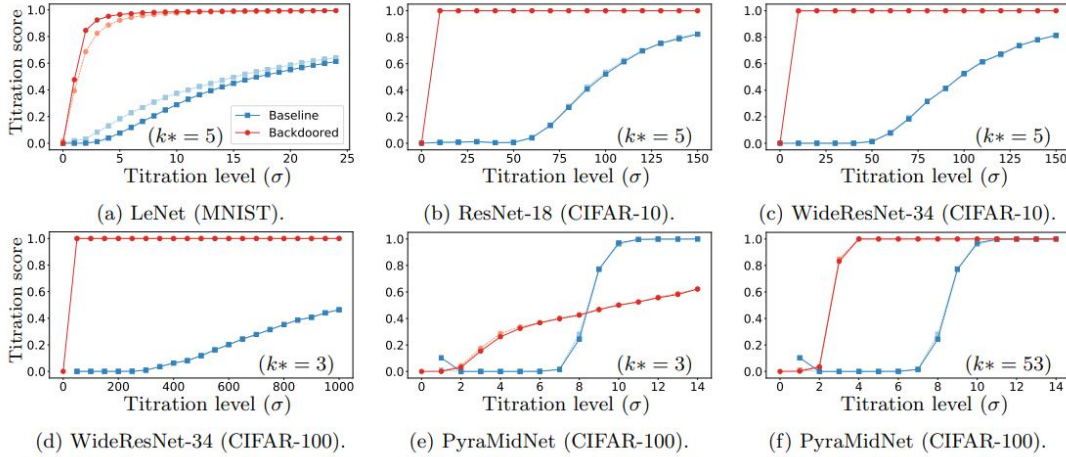 Titration score
1.0
0.8
0.6
0.4
0.2
0.0
Baseline
Backdoored
(k* = 5)
0 5 10 15 20 25
Titration level (σ)
(a) LeNet (MNIST).
1.0
0.8
0.6
0.4
0.2
0.0
(k* = 5)
0 25 50 75 100 125 150
Titration level (σ)
(b) ResNet-18 (CIFAR-10).
1.0
0.8
0.6
0.4
0.2
0.0
(k* = 5)
0 25 50 75 100 125 150
Titration level (σ)
(c) WideResNet-34 (CIFAR-10).
Titration score
1.0
0.8
0.6
0.4
0.2
0.0
(k* = 3)
0 200 400 600 800 1000
Titration level (σ)
(d) WideResNet-34 (CIFAR-100).
1.0
0.8
0.6
0.4
0.2
0.0
(k* = 3)
0 2 4 6 8 10 12 14
Titration level (σ)
(e) PyraMidNet (CIFAR-100).
1.0
0.8
0.6
0.4
0.2
0.0
(k* = 53)
0 2 4 6 8 10 12 14
Titration level (σ)
(f) PyraMidNet (CIFAR-100).